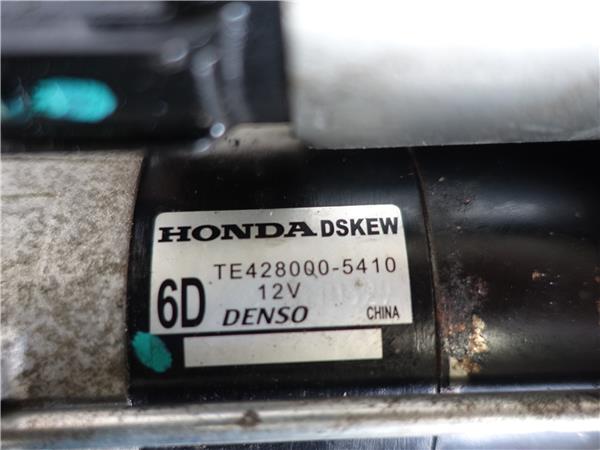 HONDA DSKEW
TE428000-5410
6D 12V
DENSO CHINA